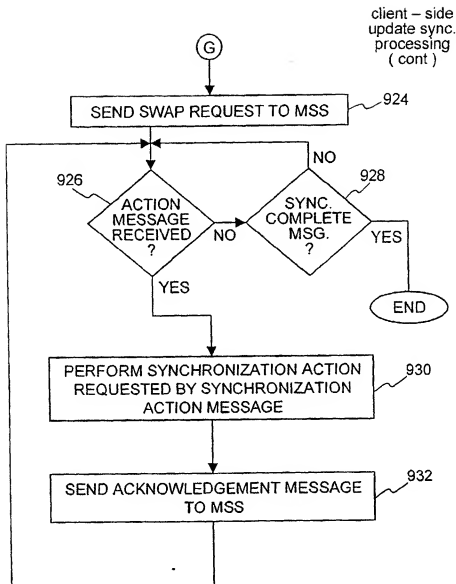 client – side
update sync.
processing
( cont )
G
SEND SWAP REQUEST TO MSS
924
NO
926
928
ACTION
MESSAGE
RECEIVED
?
NO
SYNC.
COMPLETE
MSG.
?
YES
YES
END
PERFORM SYNCHRONIZATION ACTION
REQUESTED BY SYNCHRONIZATION
ACTION MESSAGE
930
SEND ACKNOWLEDGEMENT MESSAGE
TO MSS
932